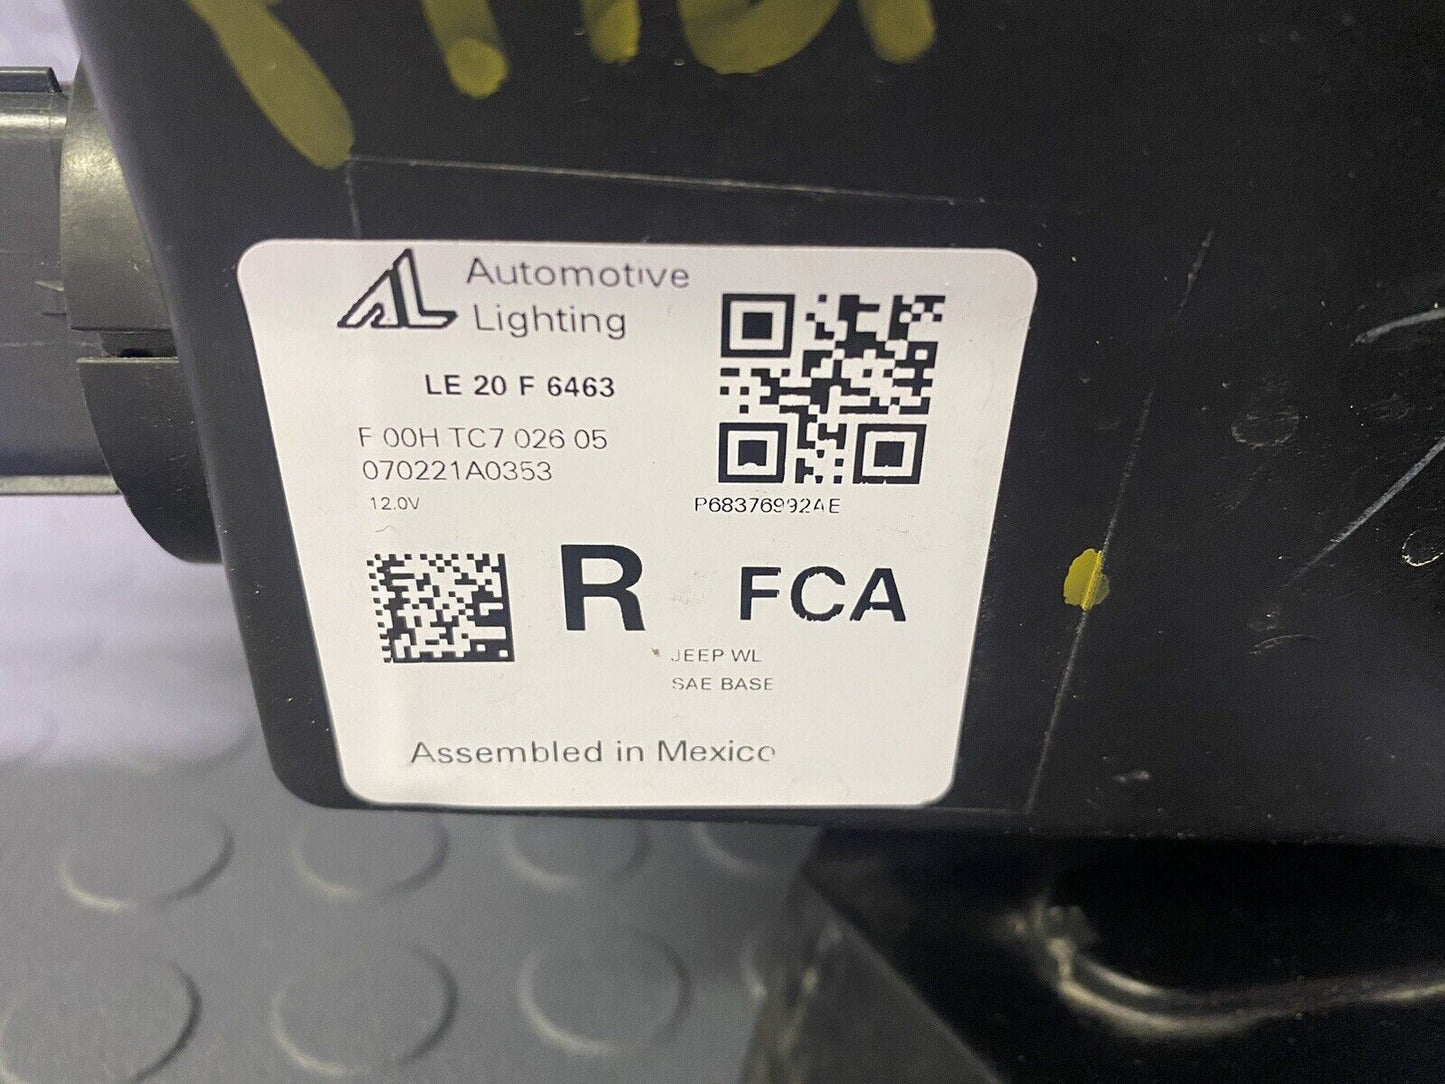 Automotive
Lighting
LE 20 F 6463
F 00H TC7 026 05
070221A0353
12.0V
P68376992AE
R FCA
JEEP WL
SAE BASE
Assembled in Mexico